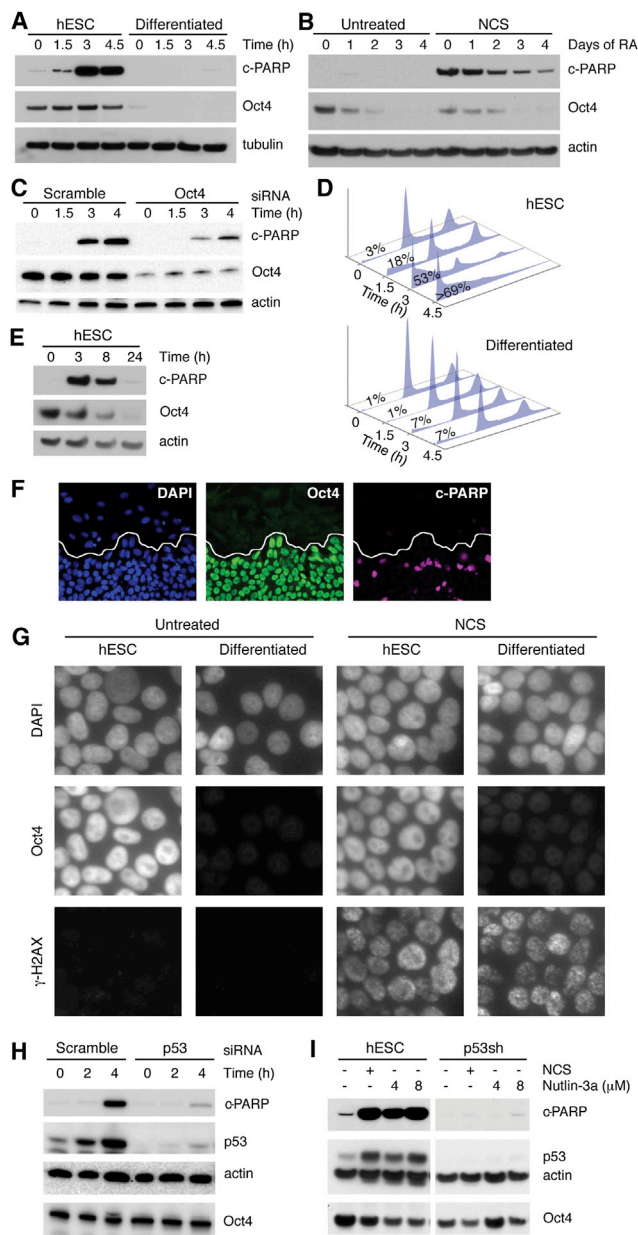 A
hESC Differentiated
0 1.5 3 4.5 0 1.5 3 4.5 Time (h)
c-PARP
Oct4
tubulin
B
Untreated NCS
0 1 2 3 4 0 1 2 3 4 Days of RA
c-PARP
Oct4
actin
C
Scramble Oct4 siRNA
0 1.5 3 4 0 1.5 3 4 Time (h)
c-PARP
Oct4
actin
D
hESC
3%
18%
53%
>69%
0 1.5 3 4.5
Time (h)
Differentiated
1%
1%
7%
7%
0 1.5 3 4.5
Time (h)
E
hESC
0 3 8 24 Time (h)
c-PARP
Oct4
actin
F
DAPI Oct4 c-PARP
G
Untreated NCS
hESC Differentiated hESC Differentiated
DAPI
Oct4
γ-H2AX
H
Scramble p53 siRNA
0 2 4 0 2 4 Time (h)
c-PARP
p53
actin
Oct4
I
hESC p53sh
- + - - - + - - NCS
- - 4 8 - - 4 8 Nutlin-3a (μM)
c-PARP
p53
actin
Oct4